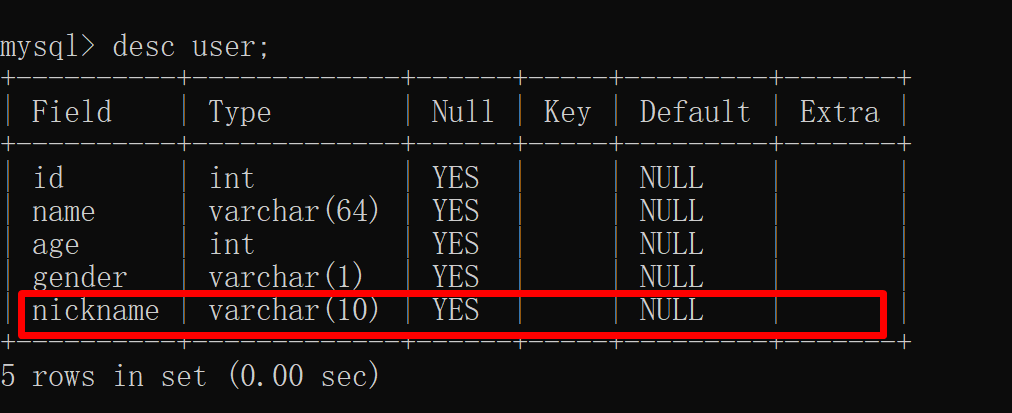 mysql> desc user;
+----------+-------------+------+-----+---------+-------+
| Field    | Type        | Null | Key | Default | Extra |
+----------+-------------+------+-----+---------+-------+
| id       | int         | YES  |     | NULL    |       |
| name     | varchar(64) | YES  |     | NULL    |       |
| age      | int         | YES  |     | NULL    |       |
| gender   | varchar(1)  | YES  |     | NULL    |       |
| nickname | varchar(10) | YES  |     | NULL    |       |
+----------+-------------+------+-----+---------+-------+
5 rows in set (0.00 sec)